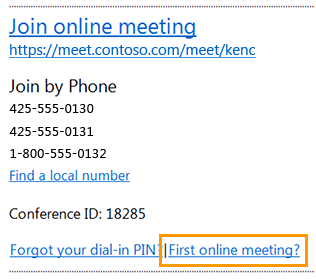 Join online meeting
https://meet.contoso.com/meet/kenc
Join by Phone
425-555-0130
425-555-0131
1-800-555-0132
Find a local number
Conference ID: 18285
Forgot your dial-in PIN?|First online meeting?